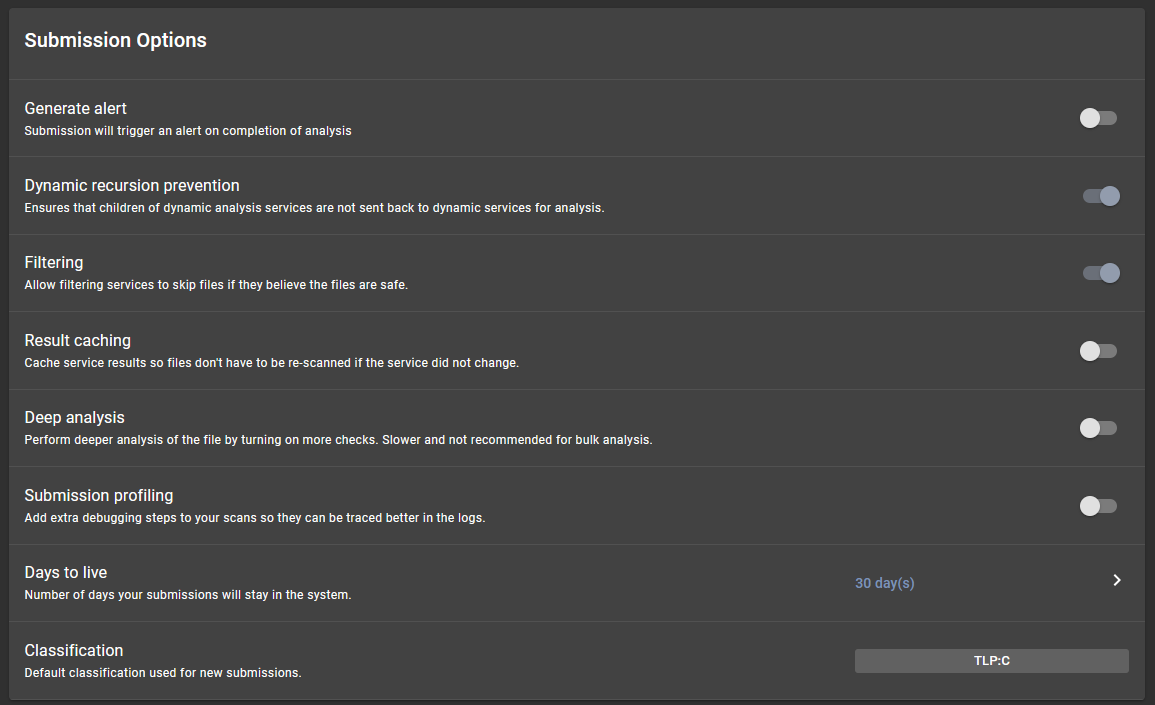 Submission Options
Generate alert
Submission will trigger an alert on completion of analysis
Dynamic recursion prevention
Ensures that children of dynamic analysis services are not sent back to dynamic services for analysis.
Filtering
Allow filtering services to skip files if they believe the files are safe.
Result caching
Cache service results so files don't have to be re-scanned if the service did not change.
Deep analysis
Perform deeper analysis of the file by turning on more checks. Slower and not recommended for bulk analysis.
Submission profiling
Add extra debugging steps to your scans so they can be traced better in the logs.
Days to live
Number of days your submissions will stay in the system.
30 day(s)
Classification
Default classification used for new submissions.
TLP:C